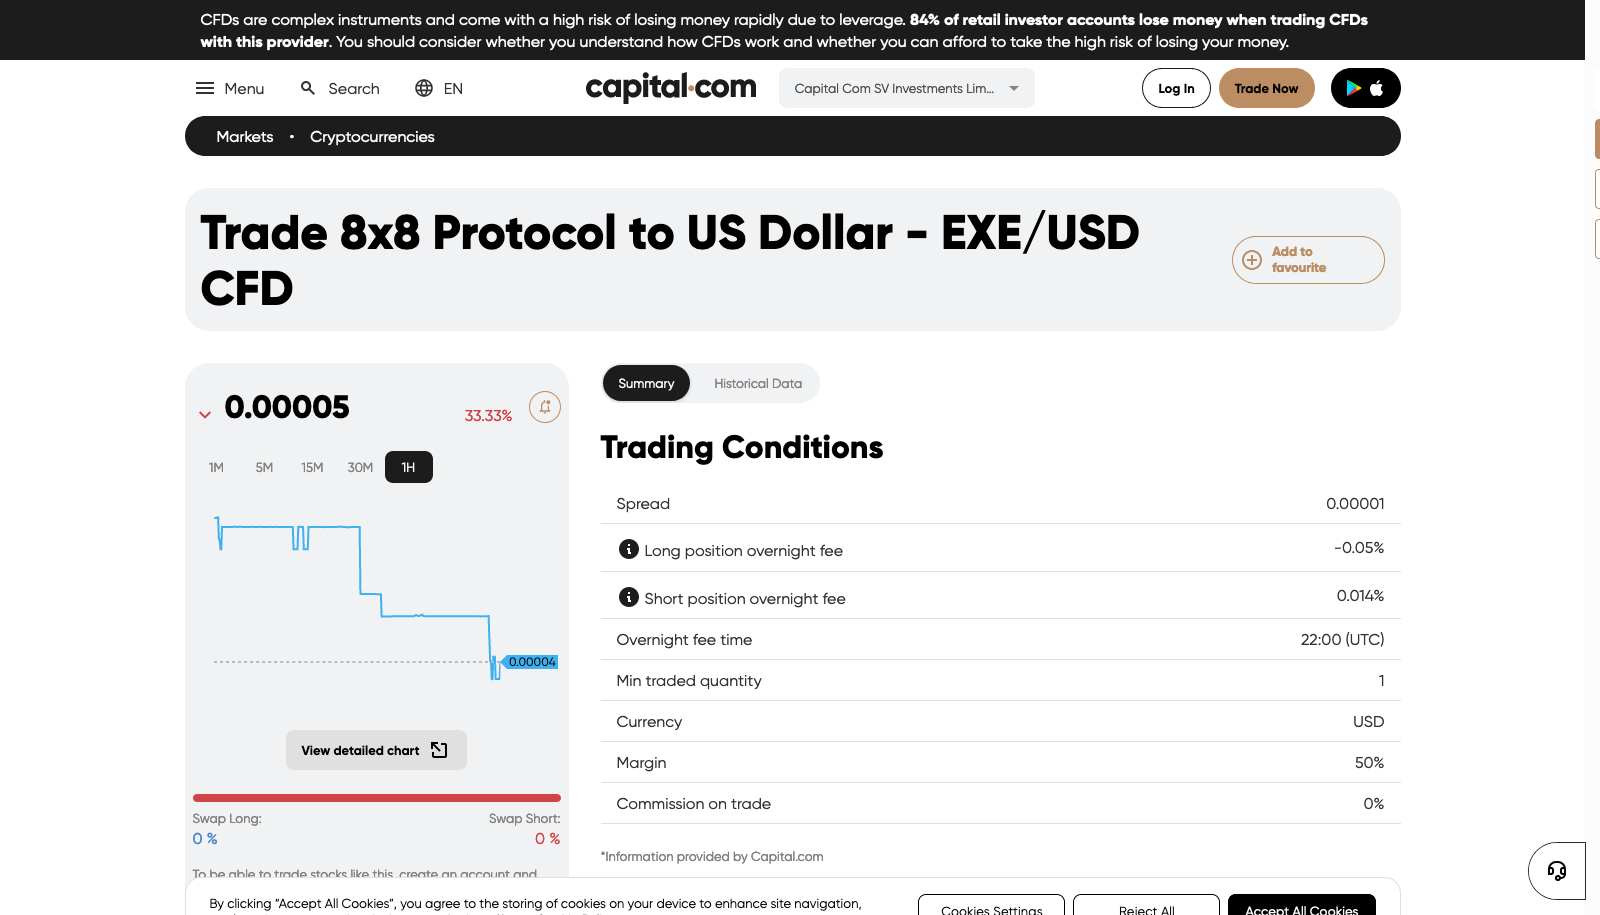 CFDs are complex instruments and come with a high risk of losing money rapidly due to leverage. 84% of retail investor accounts lose money when trading CFDs
with this provider. You should consider whether you understand how CFDs work and whether you can afford to take the high risk of losing your money.
Menu
Search
EN
capital.com
Capital Com SV Investments Lim...
Log In
Trade Now
Markets • Cryptocurrencies
Trade 8x8 Protocol to US Dollar - EXE/USD
CFD
Add to
favourite
0.00005
33.33%
1M
5M
15M
30M
1H
0.00004
View detailed chart
Swap Long:
Swap Short:
0 %
0 %
To be able to trade stocks like this, create an account and
Summary
Historical Data
Trading Conditions
Spread
0.00001
Long position overnight fee
-0.05%
Short position overnight fee
0.014%
Overnight fee time
22:00 (UTC)
Min traded quantity
1
Currency
USD
Margin
50%
Commission on trade
0%
*Information provided by Capital.com
By clicking “Accept All Cookies”, you agree to the storing of cookies on your device to enhance site navigation,
Cookies Settings
Reject All
Accept All Cookies